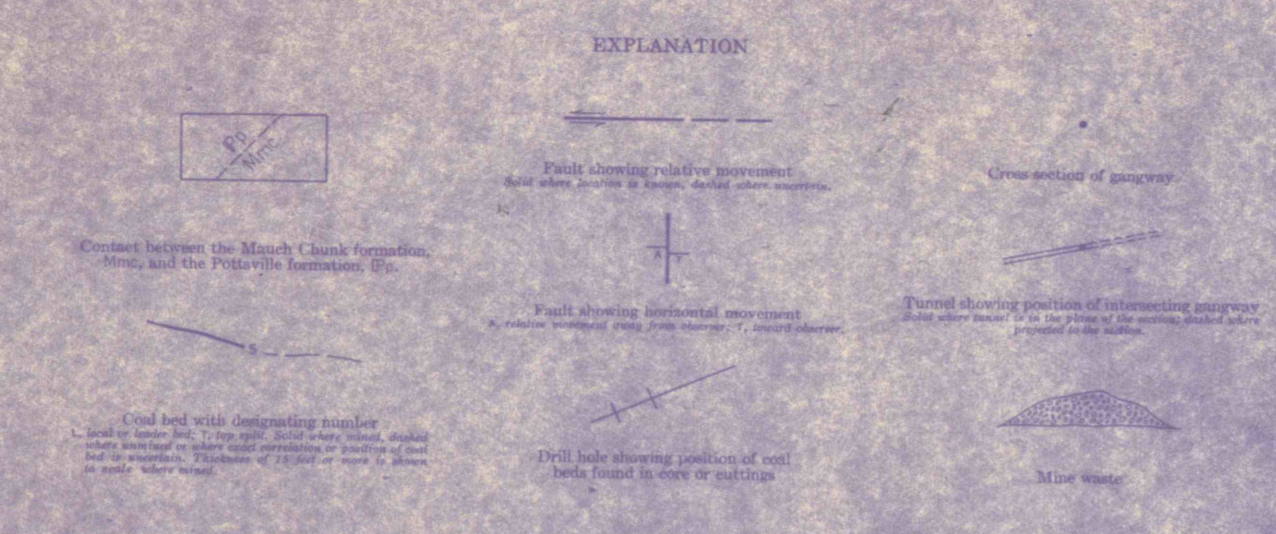 EXPLANATION
Pp
Mmc
Contact between the Mauch Chunk formation,
Mmc, and the Pottsville formation, ℙp.
5
Coal bed with designating number
L, local or leader bed; T, top split. Solid where mined, dashed
where unmined or where exact correlation or position of coal
bed is uncertain. Thickness of 15 feet or more is shown
to scale where mined.
Fault showing relative movement
Solid where location is known, dashed where uncertain.
A T
Fault showing horizontal movement
A, relative movement away from observer; T, toward observer.
Drill hole showing position of coal
beds found in core or cuttings
Cross section of gangway
Tunnel showing position of intersecting gangway
Solid where tunnel is in the plane of the section; dashed where
projected to the section.
Mine waste